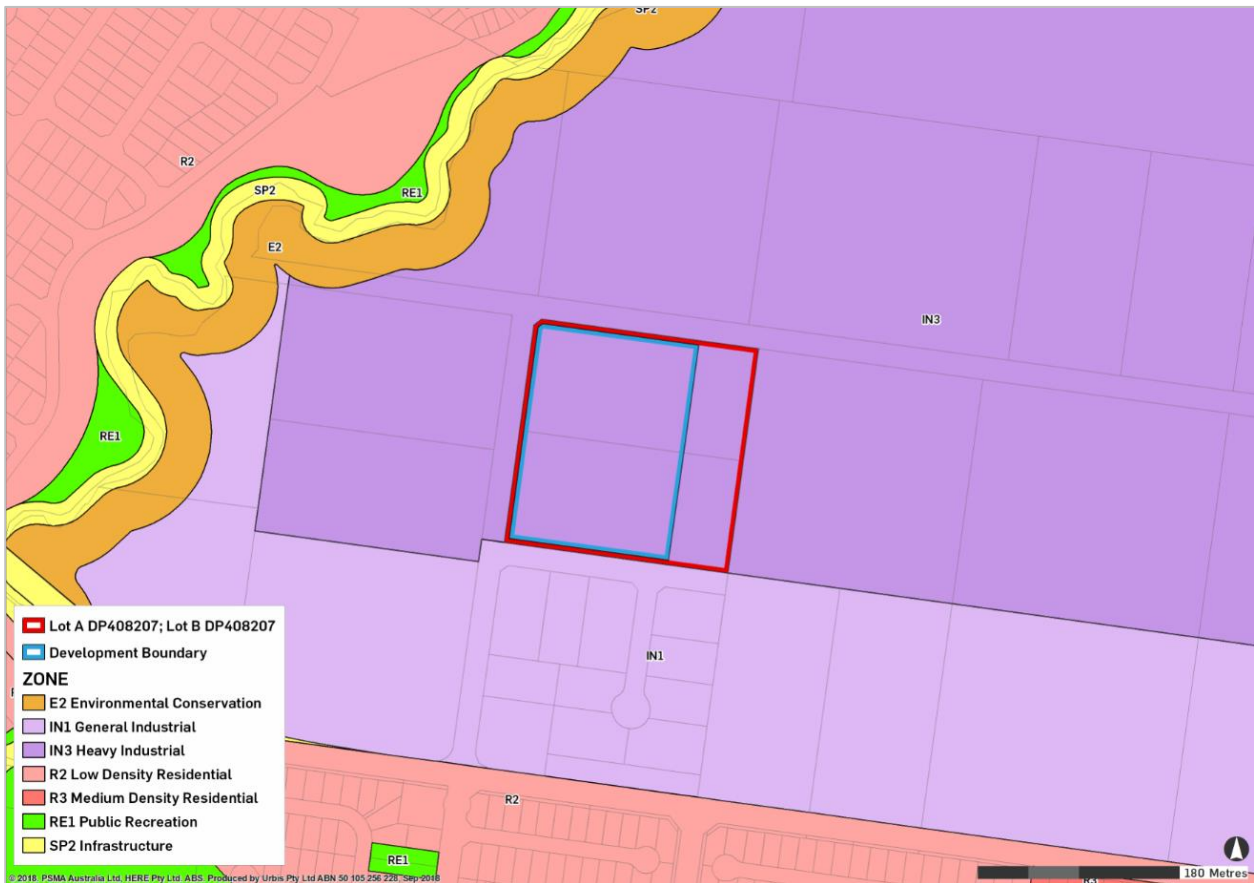 SP2
R2
SP2
RE1
E2
IN3
RE1
IN1
Lot A DP408207; Lot B DP408207
Development Boundary
ZONE
E2 Environmental Conservation
IN1 General Industrial
IN3 Heavy Industrial
R2 Low Density Residential
R3 Medium Density Residential
RE1 Public Recreation
SP2 Infrastructure
R2
RE1
R3
180 Metres
© 2018. PSMA Australia Ltd, HERE Pty Ltd. ABS. Produced by Urbis Pty Ltd ABN 50 105 256 228, Sep 2018